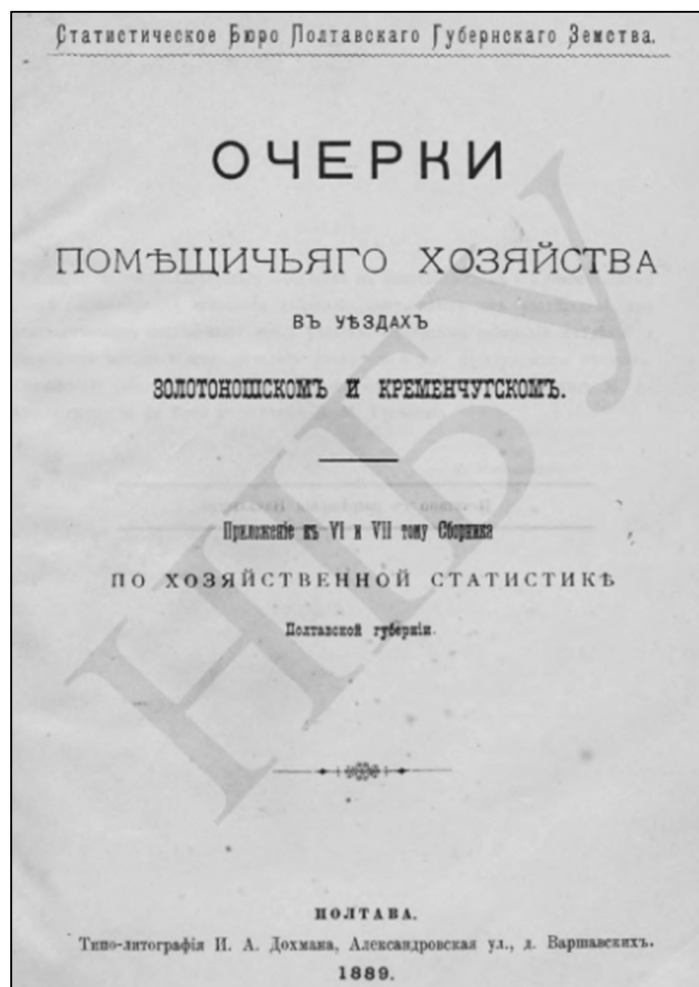 Статистическое Бюро Полтавскаго Губернскаго Земства.
ОЧЕРКИ
ПОМѢЩИЧЬЯГО ХОЗЯЙСТВА
ВЪ УѢЗДАХЪ
ЗОЛОТОНОШСКОМЪ И КРЕМЕНЧУГСКОМЪ.
Приложеніе къ VI и VII тому Сборника
ПО ХОЗЯЙСТВЕННОЙ СТАТИСТИКѢ
Полтавской губерніи.
НБУ
ПОЛТАВА.
Типо-литографія И. А. Дохмана, Александровская ул., д. Варшавскихъ.
1889.